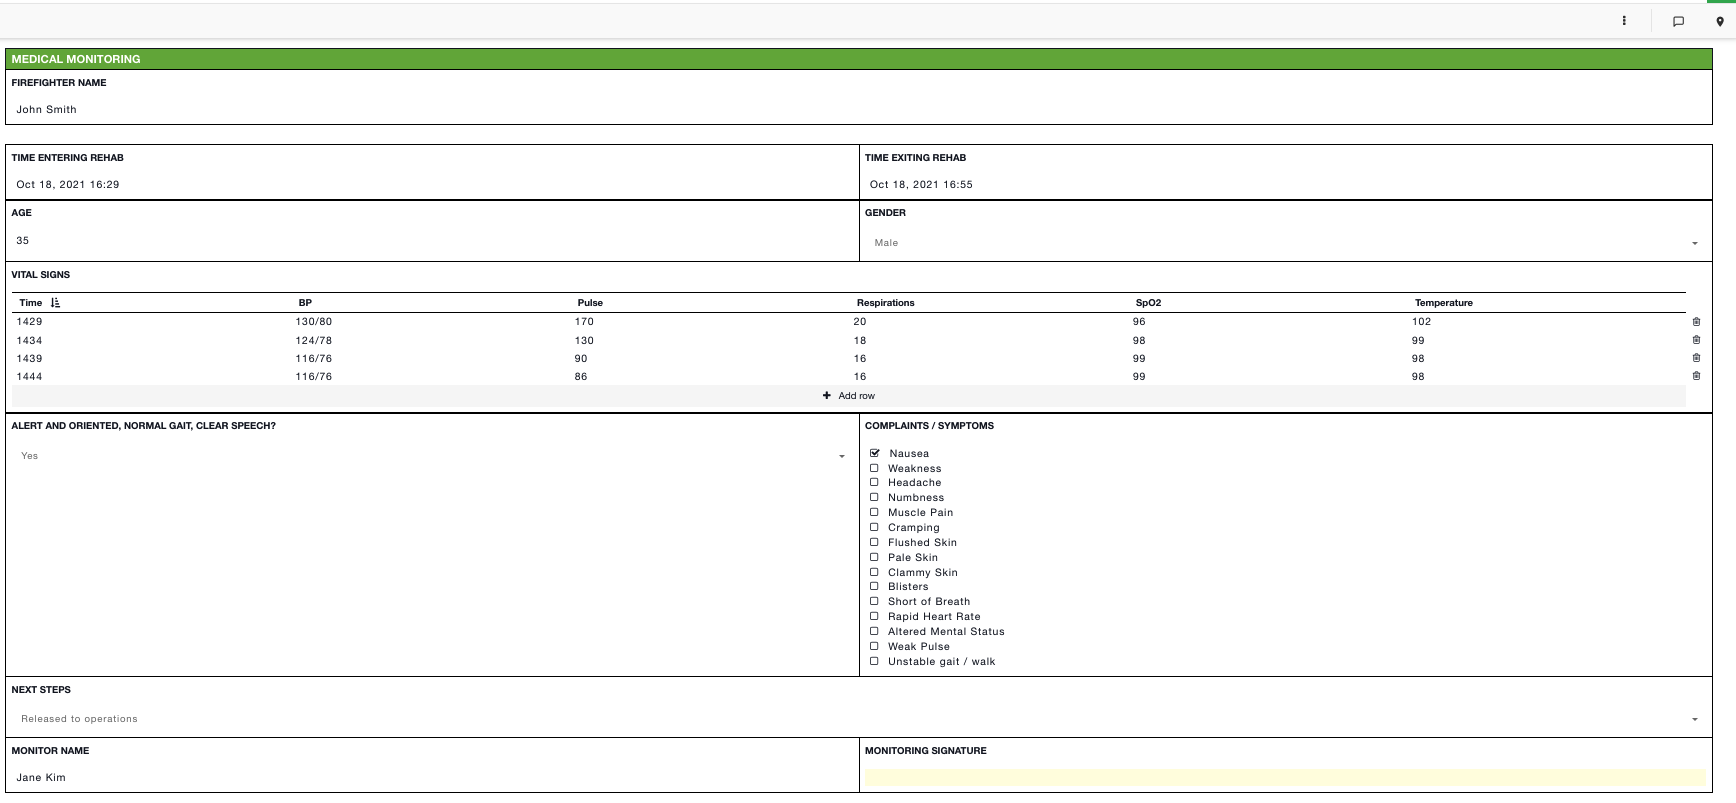 MEDICAL MONITORING
FIREFIGHTER NAME
John Smith
TIME ENTERING REHAB
Oct 18, 2021 16:29
TIME EXITING REHAB
Oct 18, 2021 16:55
AGE
35
GENDER
Male
VITAL SIGNS
Time BP Pulse Respirations SpO2 Temperature
1429 130/80 170 20 96 102
1434 124/78 130 18 98 99
1439 116/76 90 16 99 98
1444 116/76 86 16 99 98
+ Add row
ALERT AND ORIENTED, NORMAL GAIT, CLEAR SPEECH?
Yes
COMPLAINTS / SYMPTOMS
Nausea
Weakness
Headache
Numbness
Muscle Pain
Cramping
Flushed Skin
Pale Skin
Clammy Skin
Blisters
Short of Breath
Rapid Heart Rate
Altered Mental Status
Weak Pulse
Unstable gait / walk
NEXT STEPS
Released to operations
MONITOR NAME
Jane Kim
MONITORING SIGNATURE